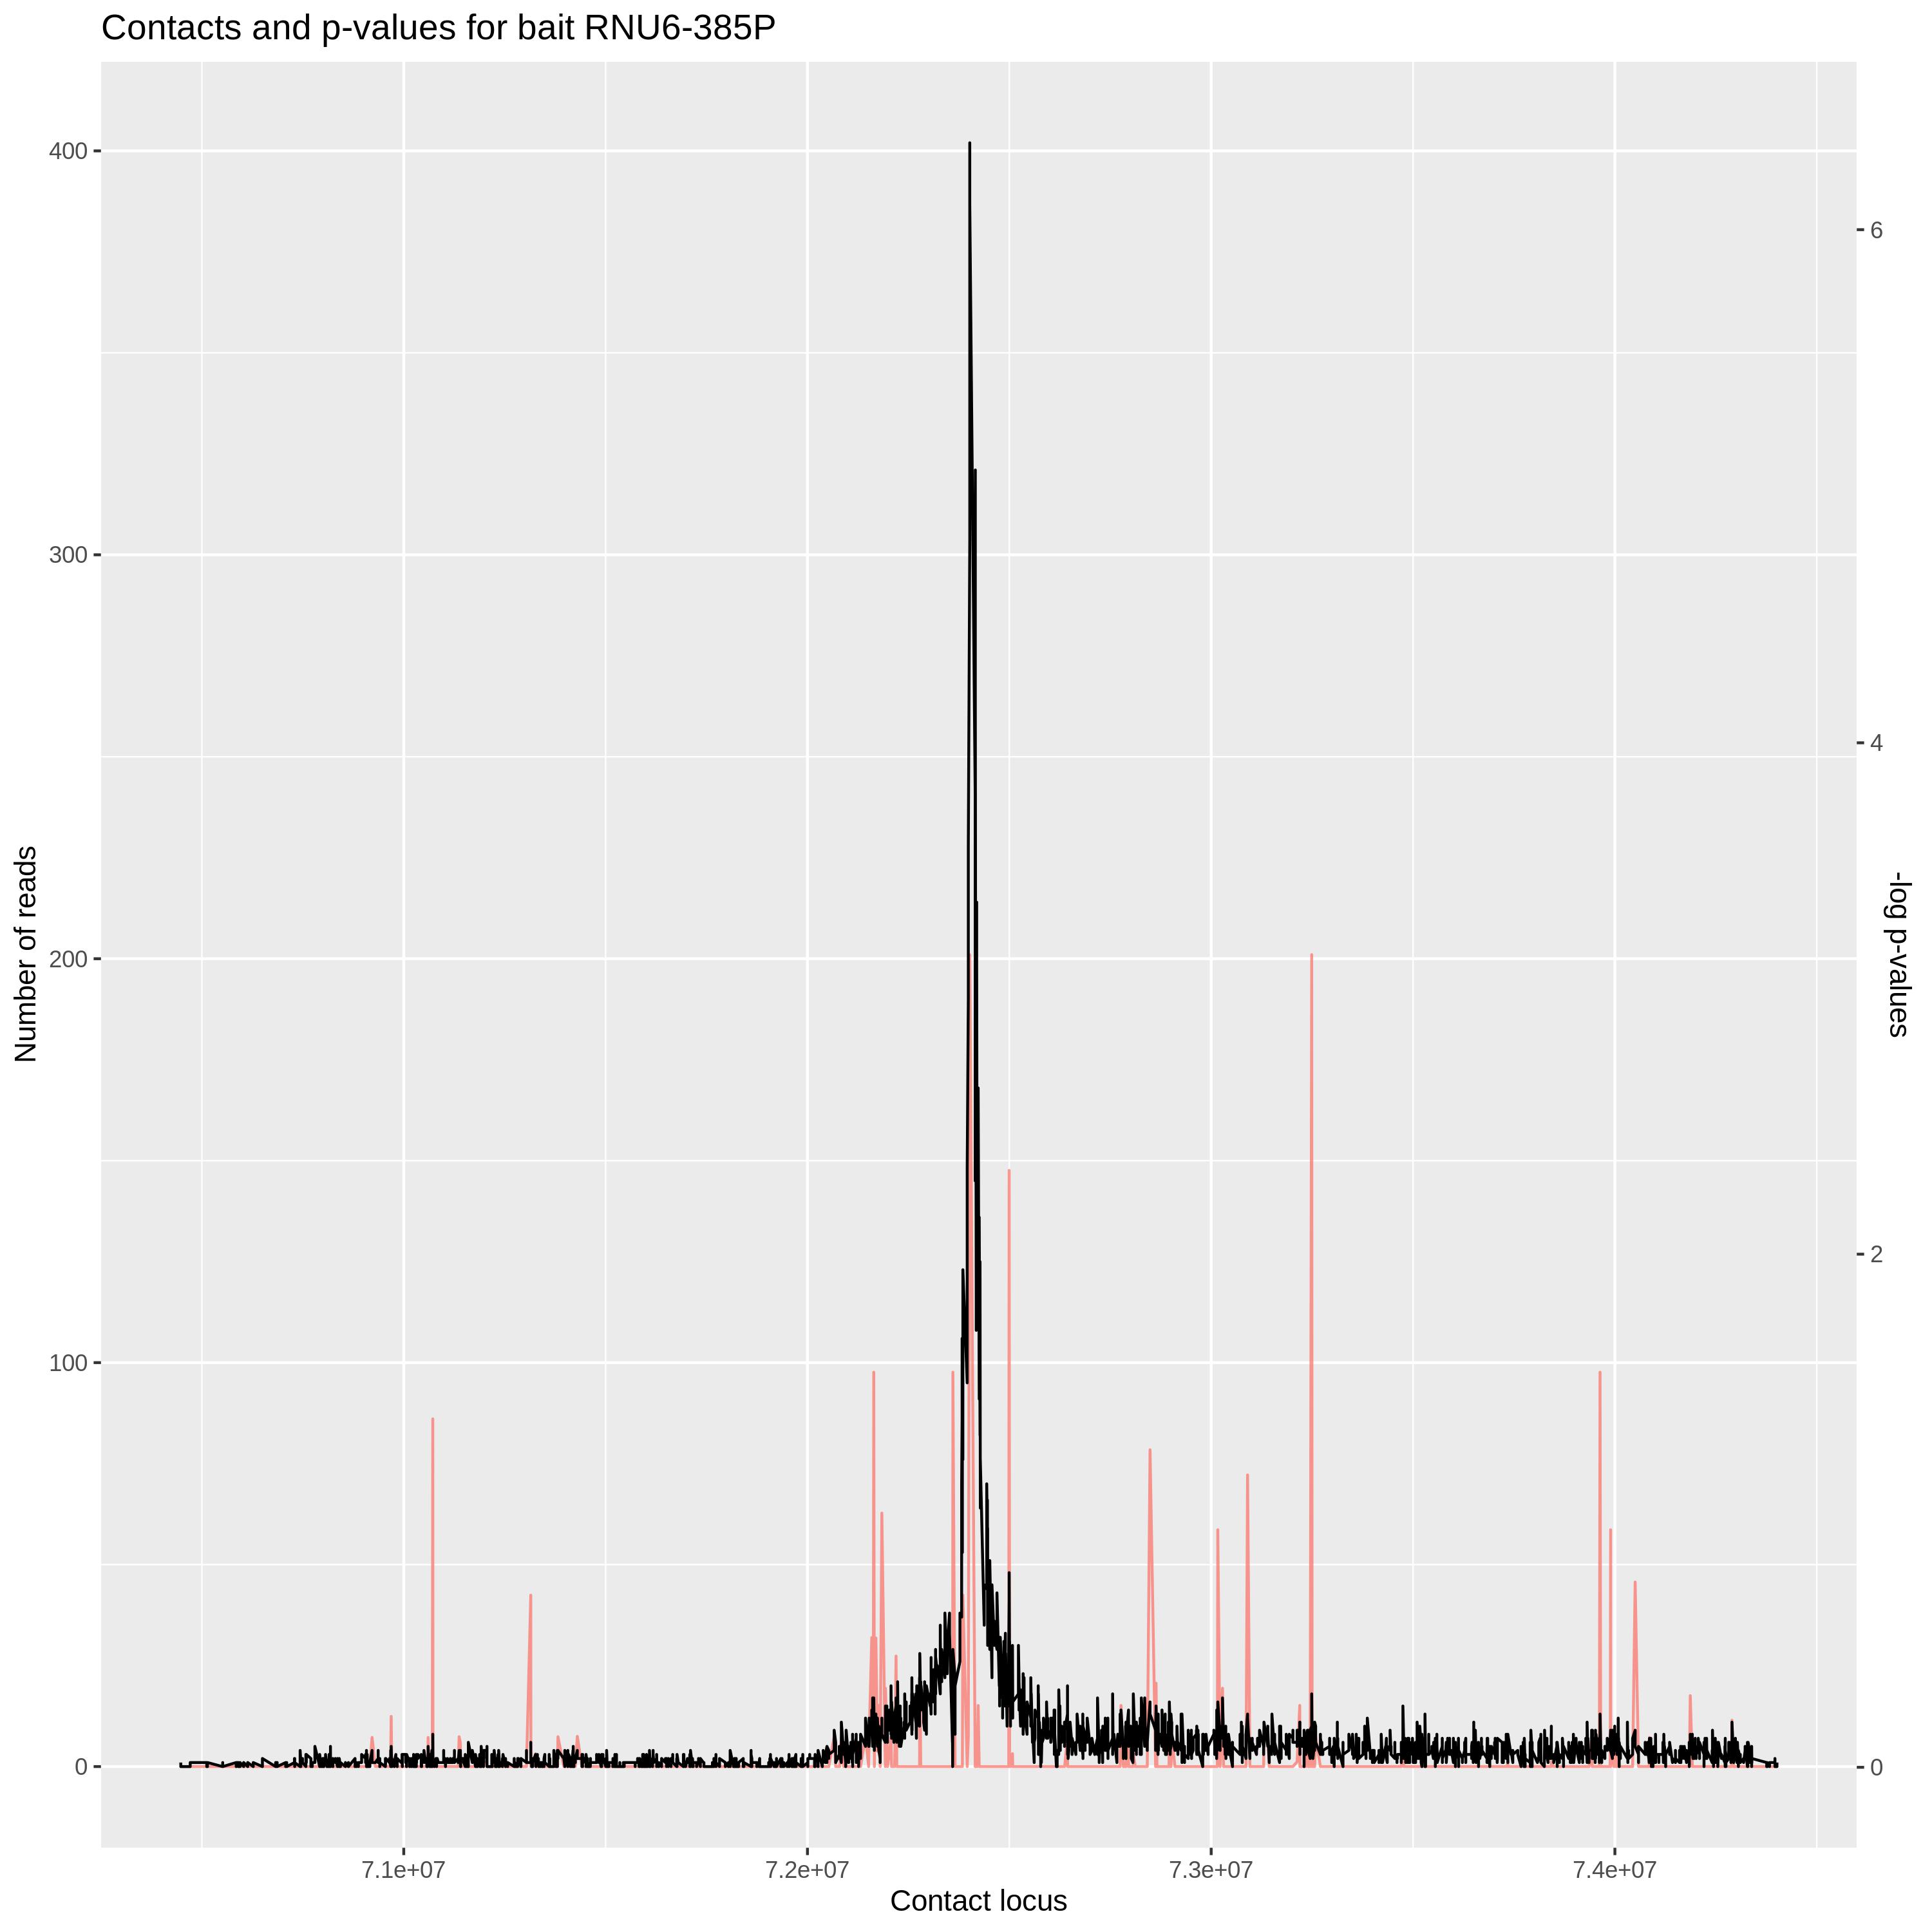 Contacts and p-values for bait RNU6-385P
400
300
200
100
0
Number of reads
6
4
2
0
-log p-values
7.1e+07
7.2e+07
7.3e+07
7.4e+07
Contact locus